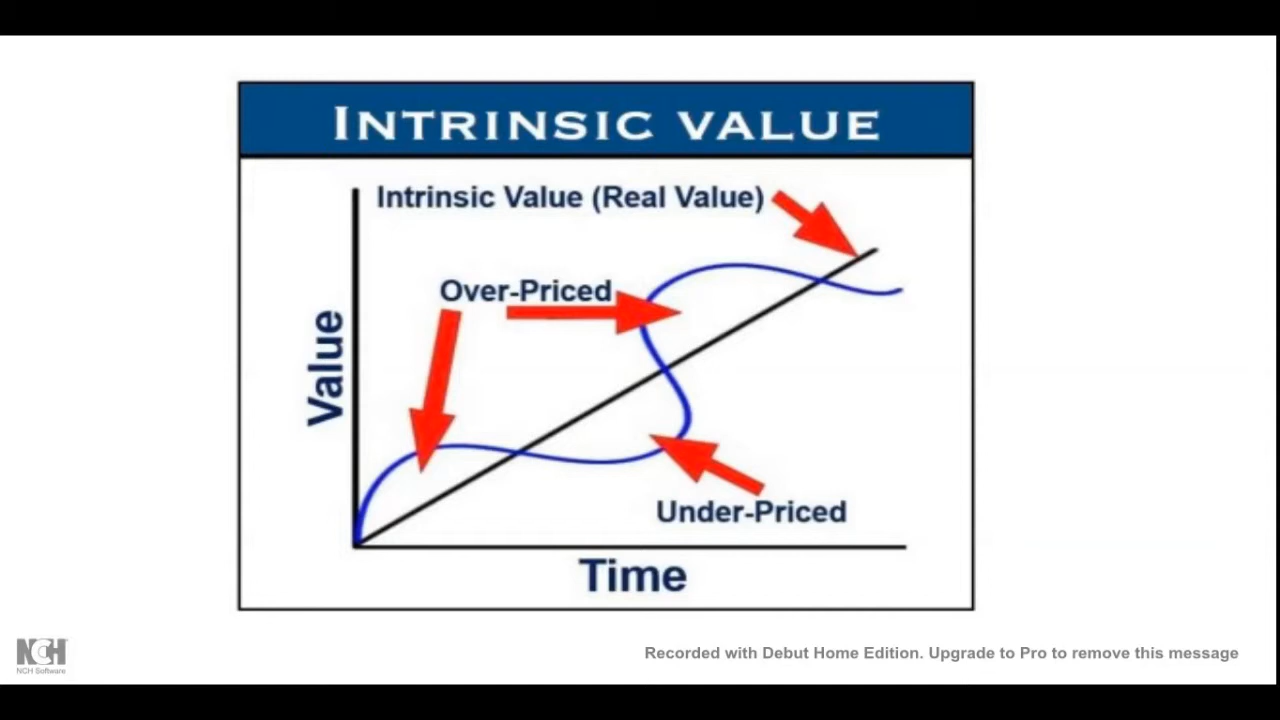 INTRINSIC VALUE
Intrinsic Value (Real Value)
Over-Priced
Value
Under-Priced
Time
NCH
NCH Software
Recorded with Debut Home Edition. Upgrade to Pro to remove this message